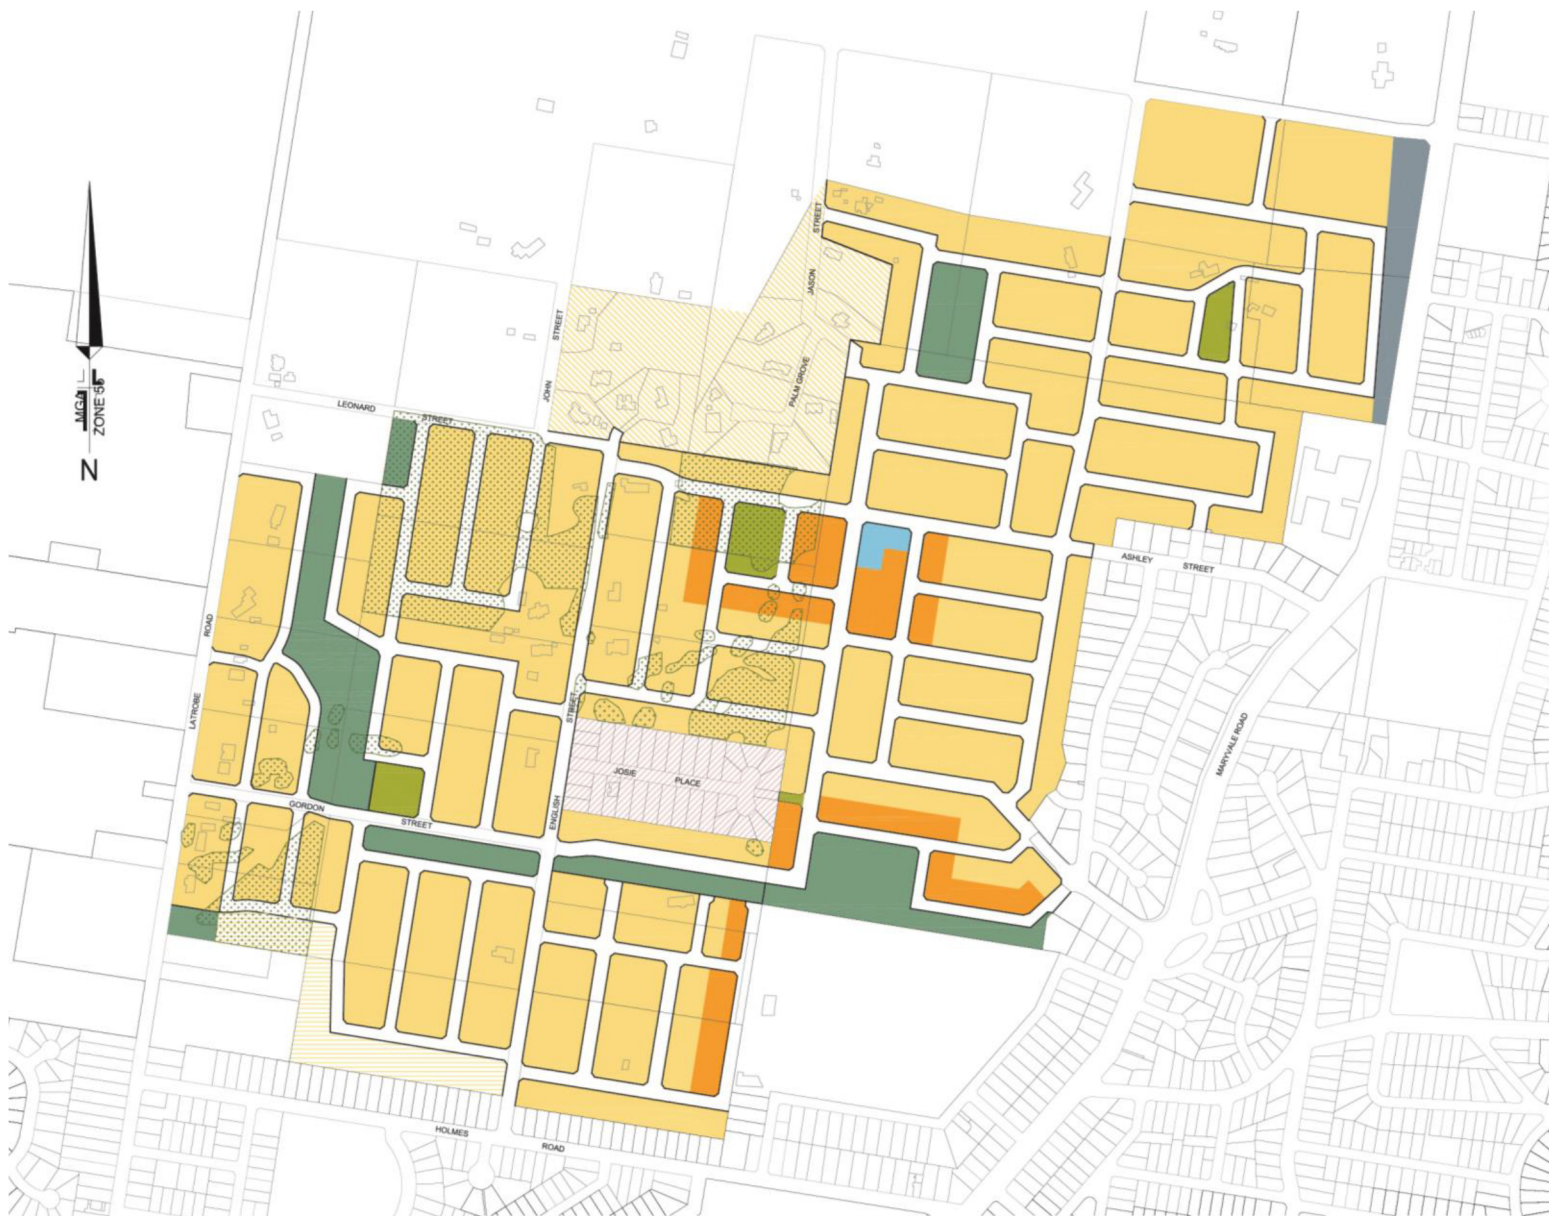 STREET
JASON
STREET
JOHN
PALM GROVE
LEONARD
STREET
MGA
ZONE 55
N
ASHLEY
STREET
ROAD
LATROBE
STREET
ENGLISH
JOSIE
PLACE
MARYVALE ROAD
GORDON
STREET
HOLMES
ROAD